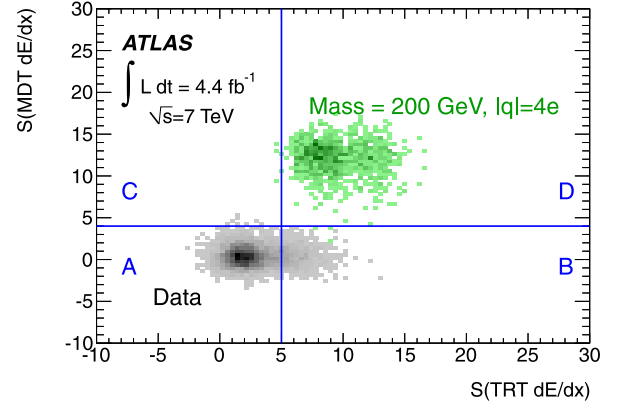 S(MDT dE/dx)
30
25
20
15
10
5
0
-5
-10
ATLAS
∫ L dt = 4.4 fb⁻¹
√s=7 TeV
Mass = 200 GeV, |q|=4e
C
D
A
B
Data
-10 -5 0 5 10 15 20 25 30
S(TRT dE/dx)